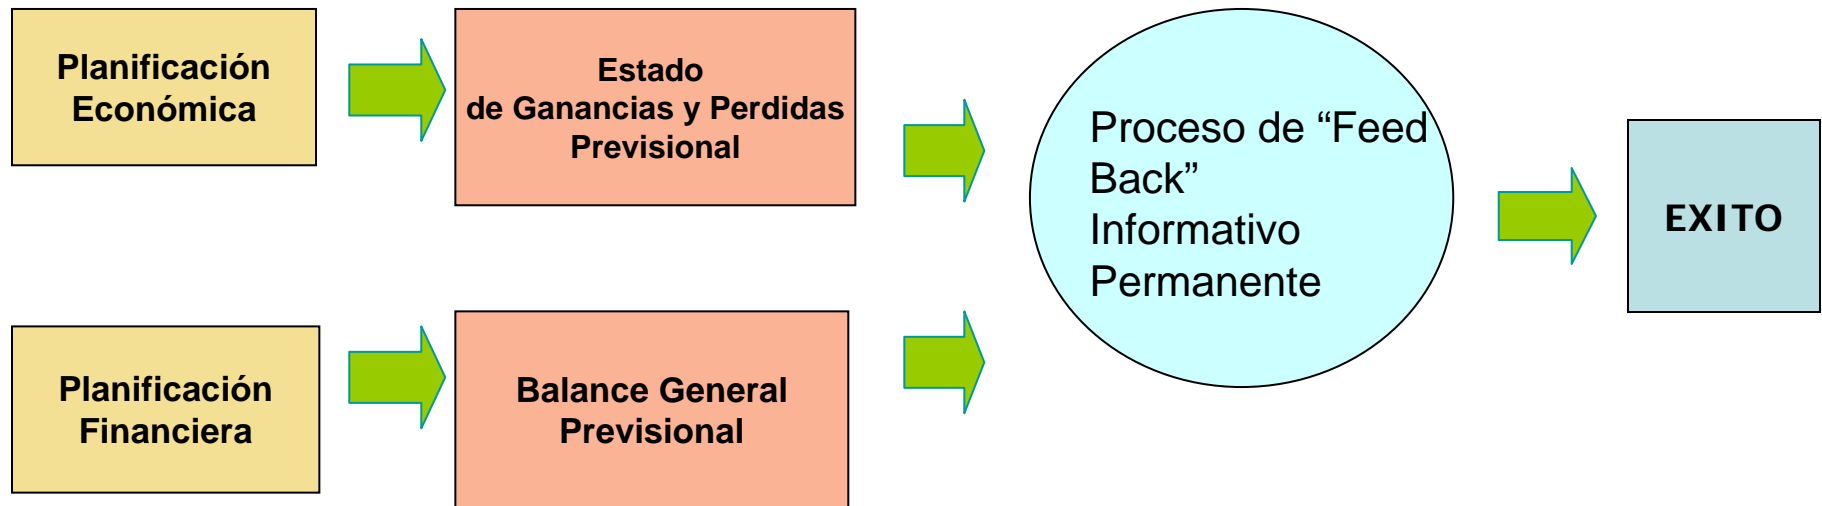 Planificación
Económica
Estado
de Ganancias y Perdidas
Previsional
Proceso de “Feed
Back”
Informativo
Permanente
EXITO
Planificación
Financiera
Balance General
Previsional